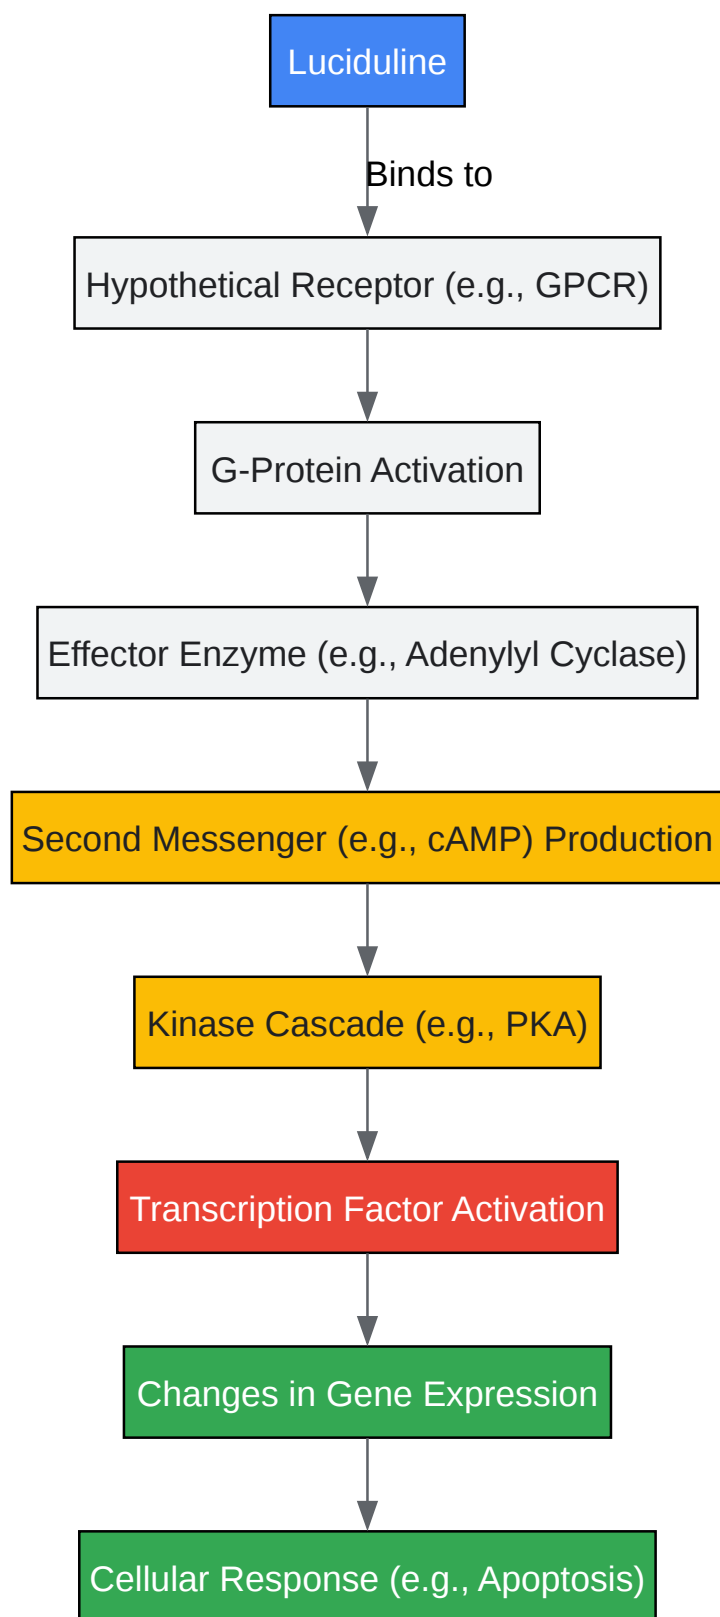 Luciduline
Binds to
Hypothetical Receptor (e.g., GPCR)
G-Protein Activation
Effector Enzyme (e.g., Adenylyl Cyclase)
Second Messenger (e.g., cAMP) Production
Kinase Cascade (e.g., PKA)
Transcription Factor Activation
Changes in Gene Expression
Cellular Response (e.g., Apoptosis)